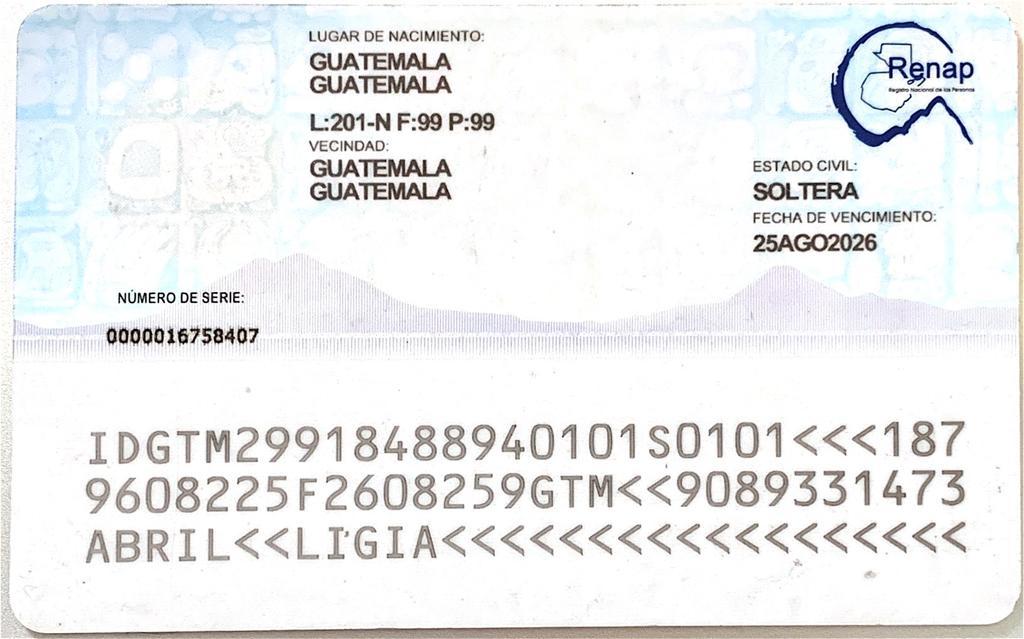 LUGAR DE NACIMIENTO:
GUATEMALA
GUATEMALA
L:201-N F:99 P:99
VECINDAD:
GUATEMALA
GUATEMALA
Renap
Registro Nacional de las Personas
ESTADO CIVIL:
SOLTERA
FECHA DE VENCIMIENTO:
25AGO2026
NÚMERO DE SERIE:
0000016758407
IDGTM29918488940101S0101<<<187
9608225F2608259GTM<<9089331473
ABRIL<<LIGIA<<<<<<<<<<<<<<<<<<